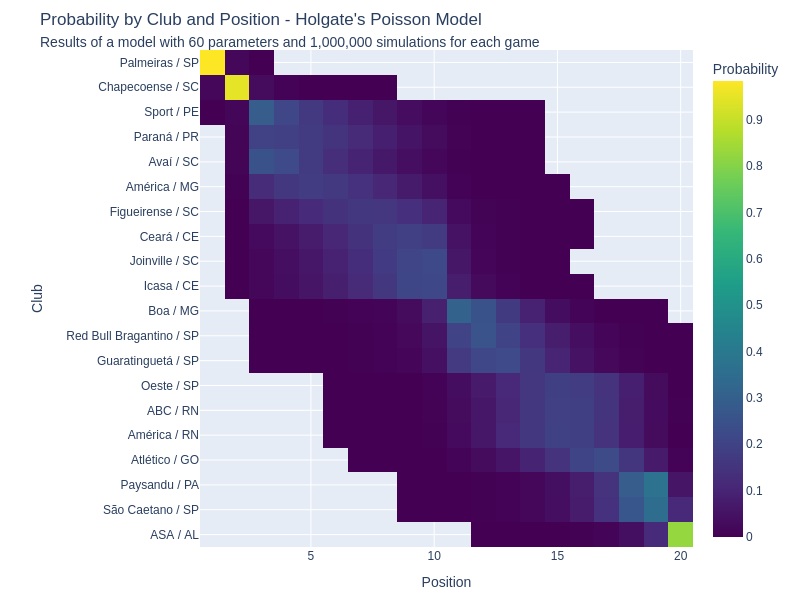 Probability by Club and Position - Holgate's Poisson Model
Results of a model with 60 parameters and 1,000,000 simulations for each game
Probability
Club
Palmeiras / SP
Chapecoense / SC
Sport / PE
Paraná / PR
Avaí / SC
América / MG
Figueirense / SC
Ceará / CE
Joinville / SC
Icasa / CE
Boa / MG
Red Bull Bragantino / SP
Guaratinguetá / SP
Oeste / SP
ABC / RN
América / RN
Atlético / GO
Paysandu / PA
São Caetano / SP
ASA / AL
0.9
0.8
0.7
0.6
0.5
0.4
0.3
0.2
0.1
0
5
10
15
20
Position